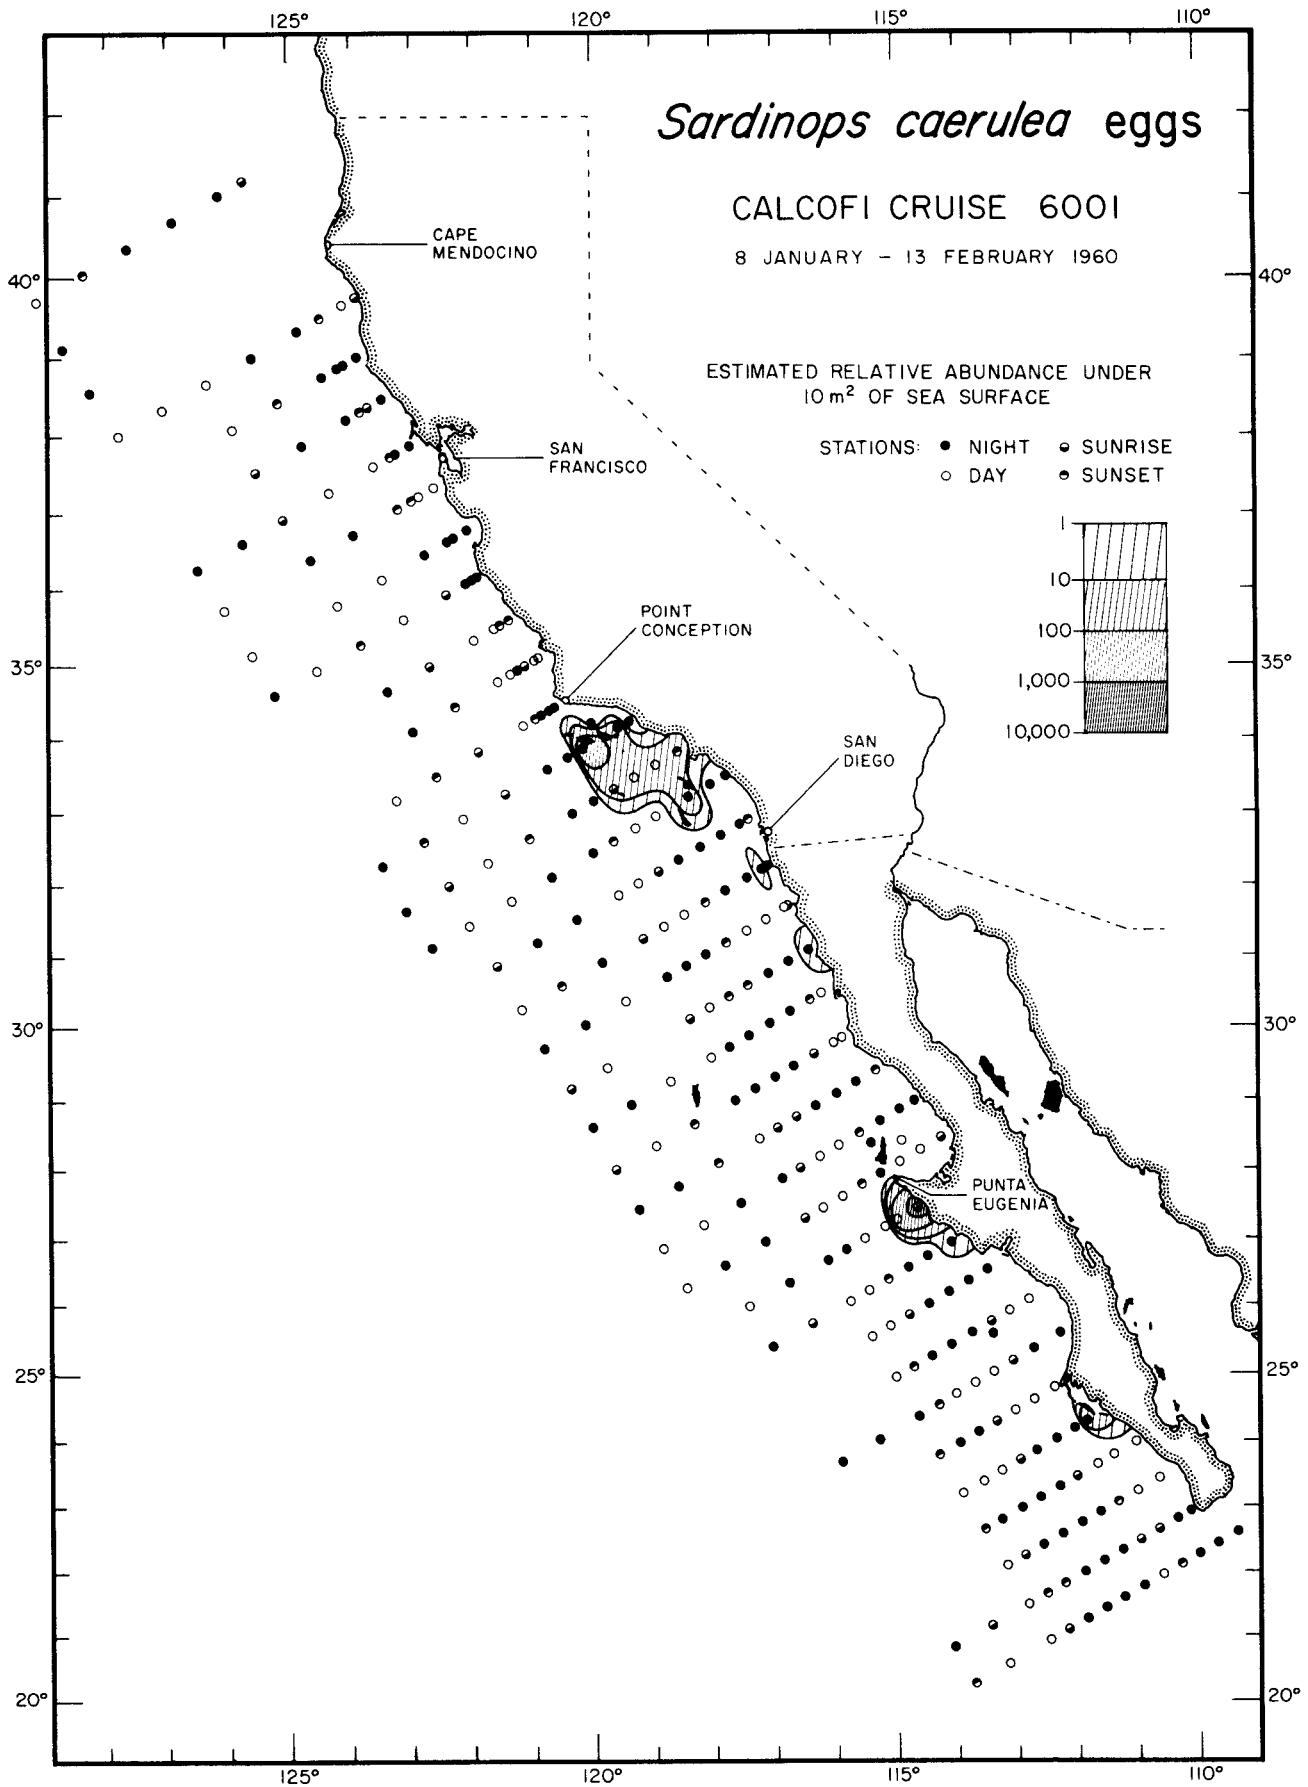 125°
120°
115°
110°
Sardinops caerulea eggs
CALCOFI CRUISE 6001
8 JANUARY – 13 FEBRUARY 1960
CAPE
MENDOCINO
40°
40°
ESTIMATED RELATIVE ABUNDANCE UNDER
10 m² OF SEA SURFACE
STATIONS: ● NIGHT SUNRISE
○ DAY SUNSET
SAN
FRANCISCO
1
10
100
1,000
10,000
POINT
CONCEPTION
35°
35°
SAN
DIEGO
30°
30°
PUNTA
EUGENIA
25°
25°
20°
20°
125°
120°
115°
110°